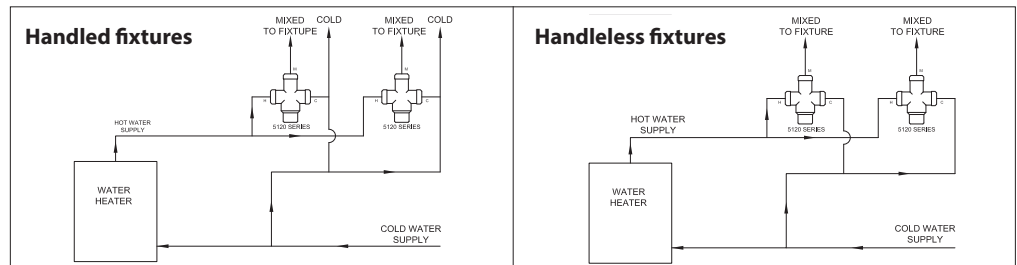 Handled fixtures
MIXED
TO FIXTUPE
COLD
MIXED
TO FIXTUPE
COLD
M
H
C
5120 SERIES
M
H
C
5120 SERIES
HOT WATER
SUPPLY
WATER
HEATER
COLD WATER
SUPPLY
Handleless fixtures
MIXED
TO FIXTURE
MIXED
TO FIXTURE
M
H
C
5120 SERIES
M
H
C
5120 SERIES
HOT WATER
SUPPLY
WATER
HEATER
COLD WATER
SUPPLY